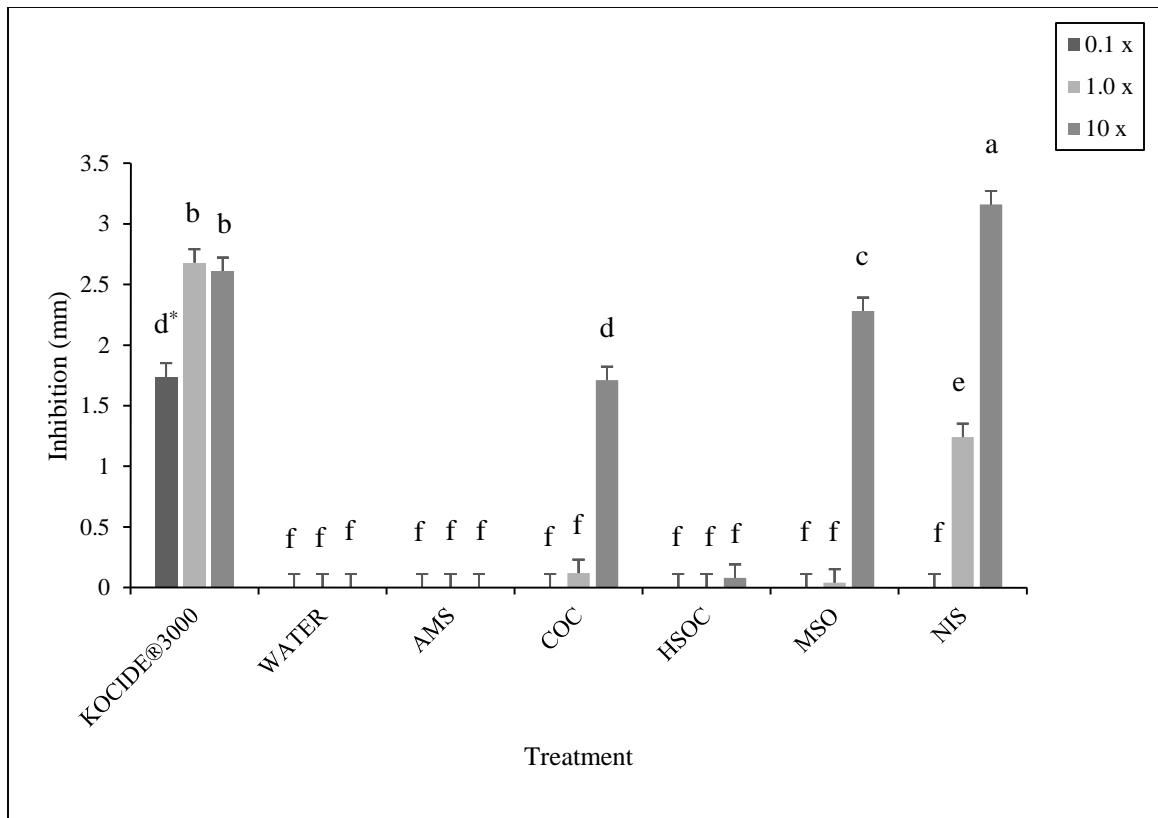 0.1 x
1.0 x
10 x
3.5
3
2.5
2
1.5
1
0.5
0
Inhibition (mm)
d*
b
b
f
f
f
f
f
f
f
f
d
f
f
f
f
f
c
f
e
a
KOCIDE®3000
WATER
AMS
COC
HSOC
MSO
NIS
Treatment